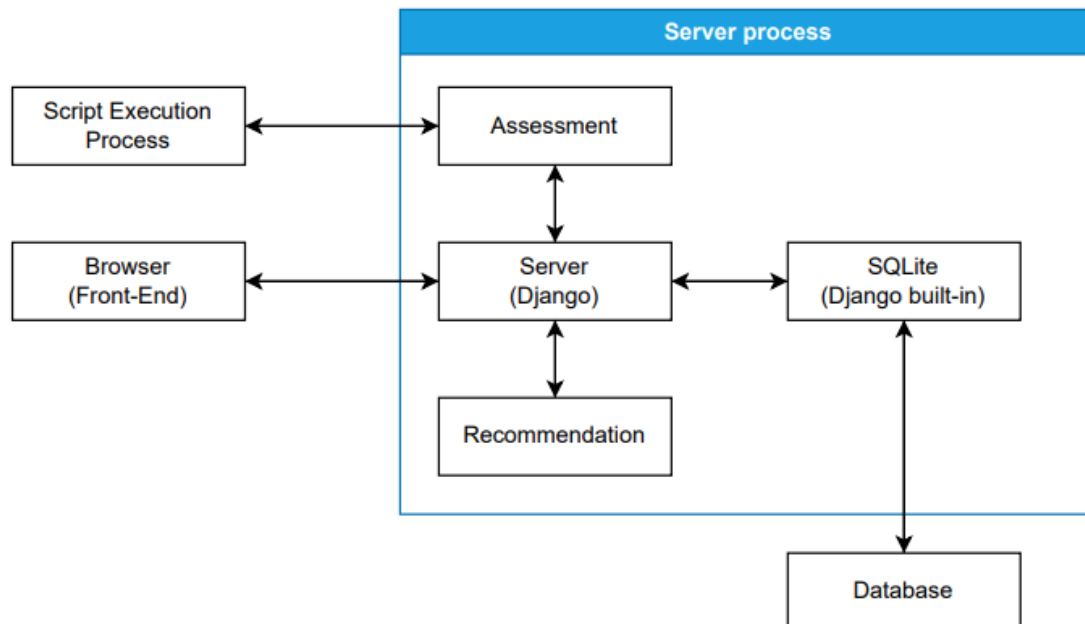 Server process
Script Execution
Process
Assessment
Browser
(Front-End)
Server
(Django)
SQLite
(Django built-in)
Recommendation
Database